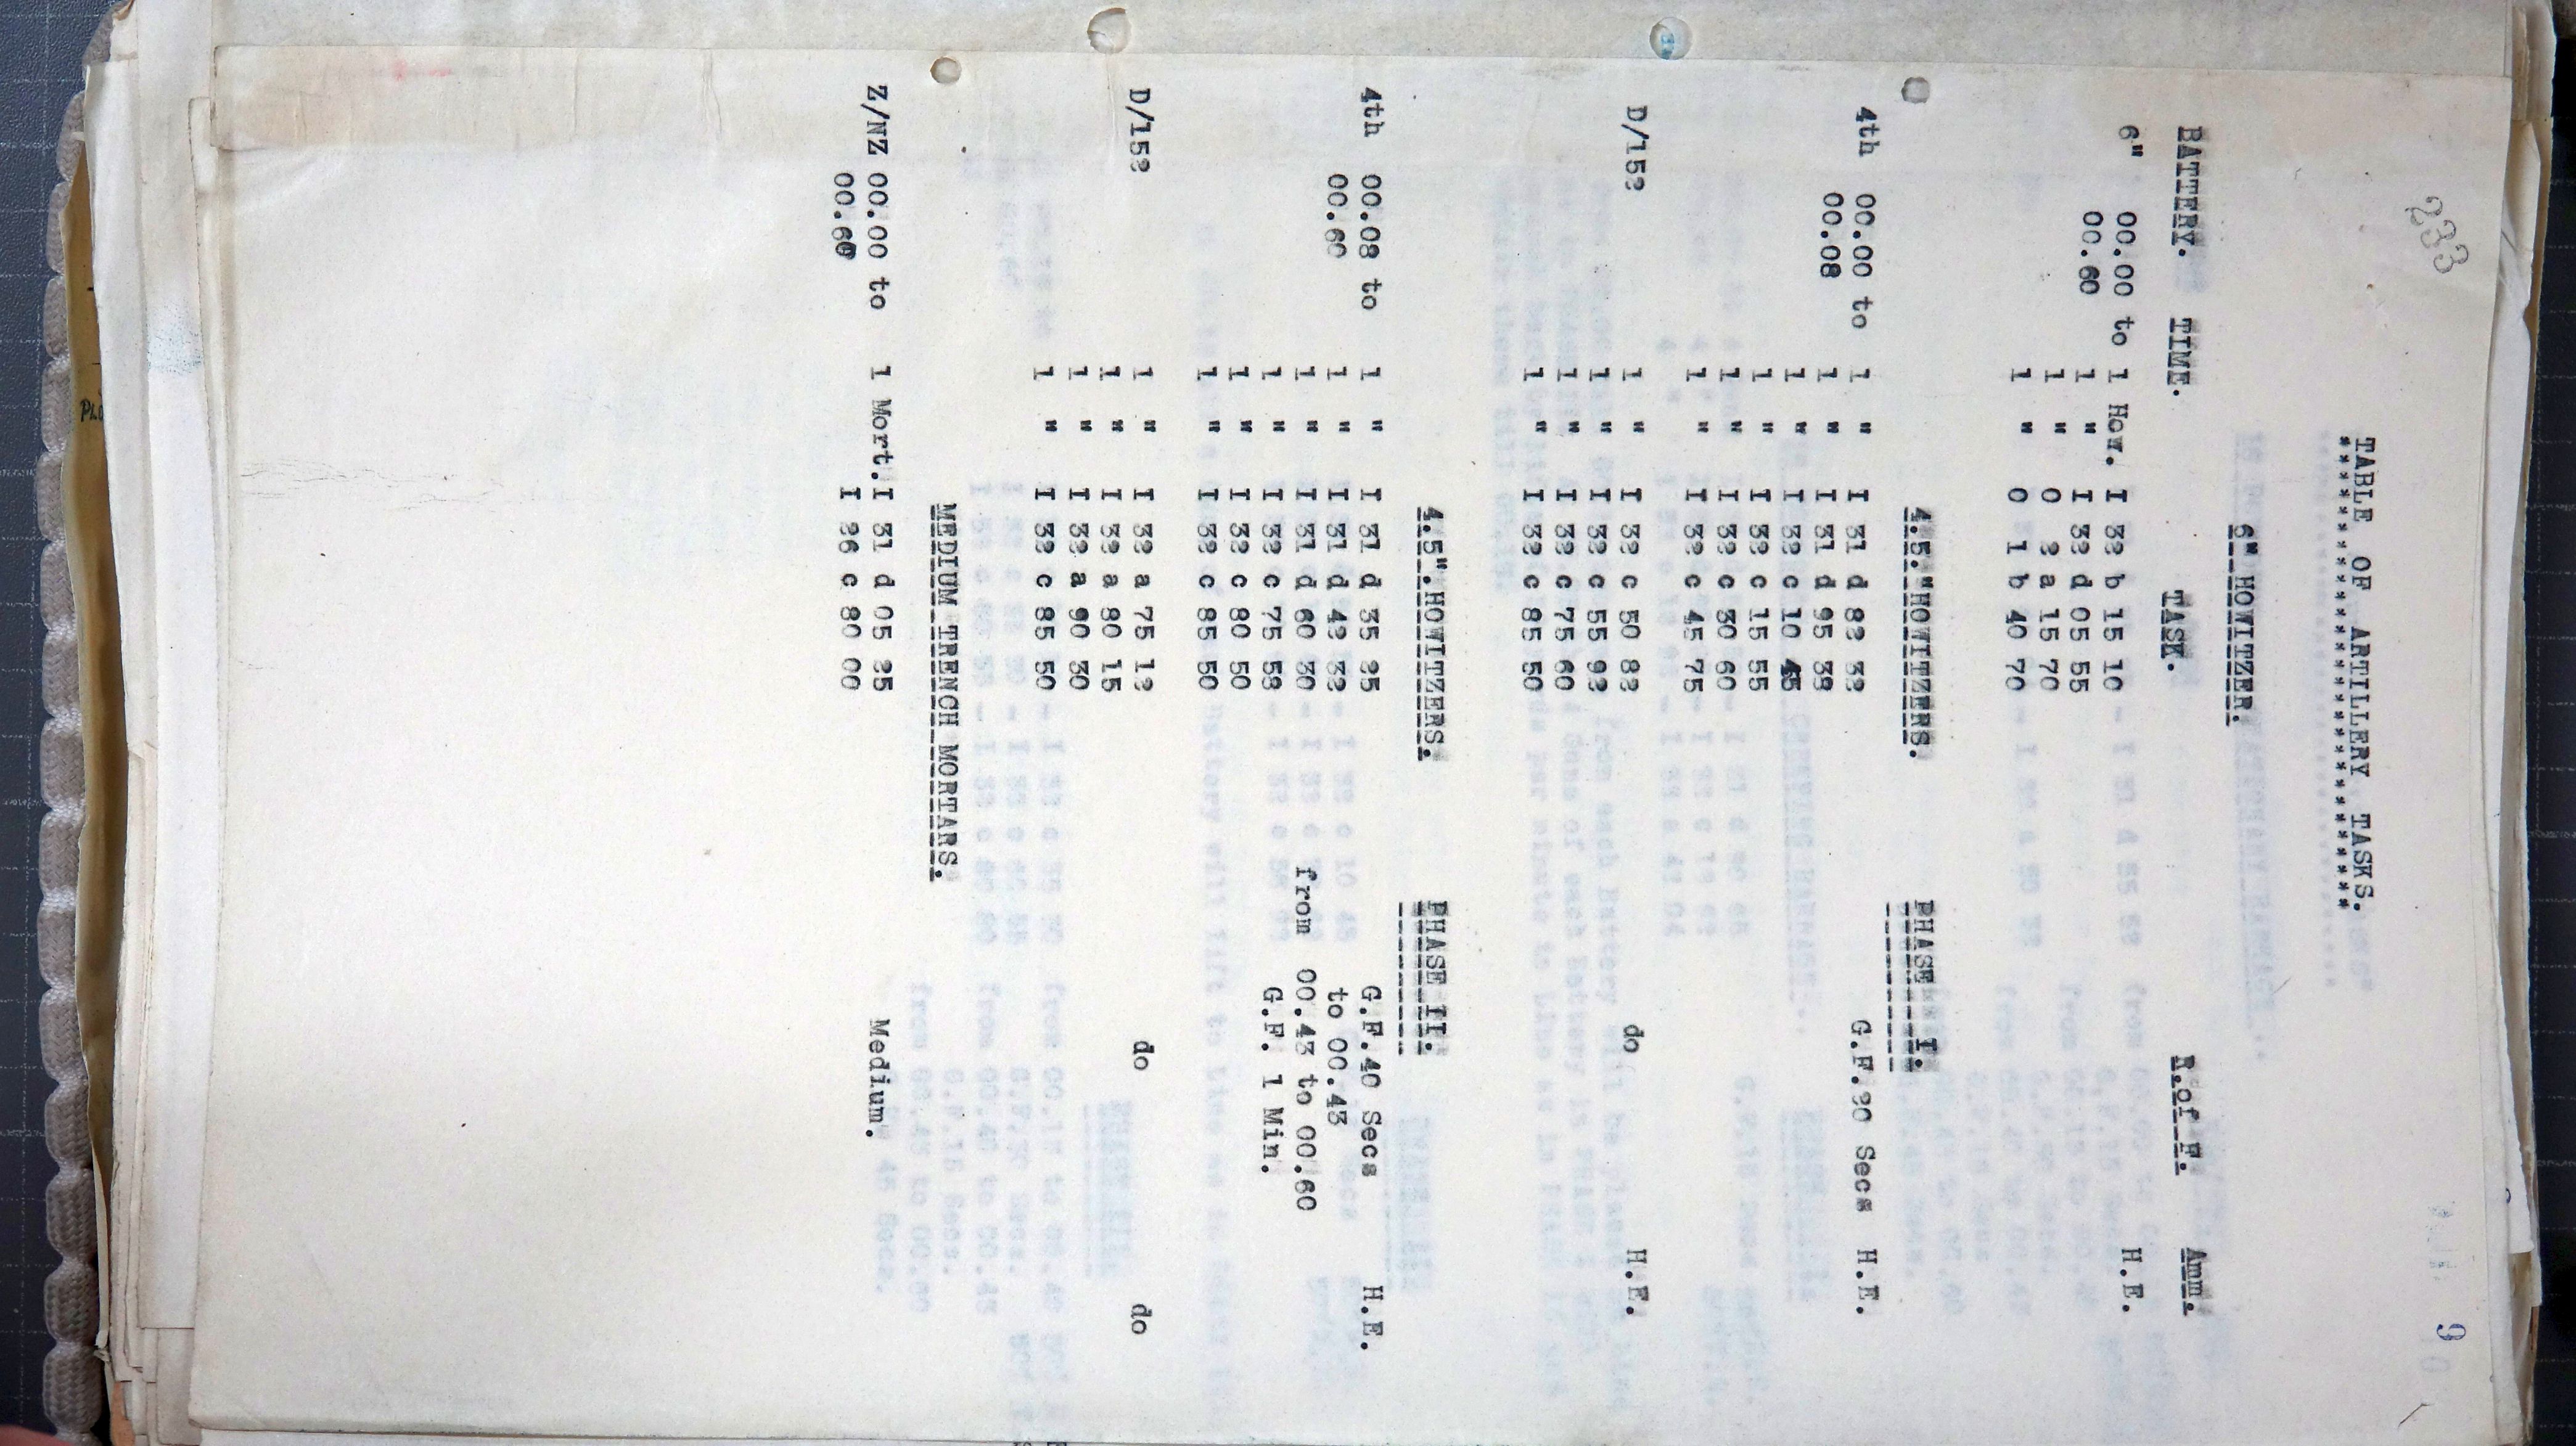 233
9
TABLE OF ARTILLERY TASKS.
***********************
6" HOWITZER.
BATTERY. TIME. TASK. R.of F. Amn.
6" 00.00 to 1 How. I 32 b 15 10 H.E.
00.60 1 " I 32 d 05 55
1 " O 2 a 15 70
1 " O 1 b 40 70
4.5."HOWITZERS. PHASE I.
4th 00.00 to 1 " I 31 d 82 32 G.F.20 Secs H.E.
00.08 1 " I 31 d 95 38
1 " I 32 c 10 45
1 " I 32 c 15 55
1 " I 32 c 30 60
1 " I 32 c 45 75
D/152 1 " I 32 c 50 82 do H.E.
1 " I 32 c 55 92
1 " I 32 c 75 60
1 " I 32 c 85 50
4.5".HOWITZERS. PHASE II.
4th 00.08 to 1 " I 31 d 35 25 G.F.40 Secs H.E.
00.60 1 " I 31 d 42 32 to 00.43
1 " I 31 d 60 30 from 00.43 to 00.60
1 " I 32 c 75 58 G.F. 1 Min.
1 " I 32 c 80 50
1 " I 32 c 85 50
D/152 1 " I 32 a 75 12 do do
1 " I 32 a 80 15
1 " I 32 a 90 30
1 " I 32 c 85 50
MEDIUM TRENCH MORTARS.
Z/NZ 00.00 to 1 Mort. I 31 d 05 25 Medium.
00.60 I 26 c 80 00